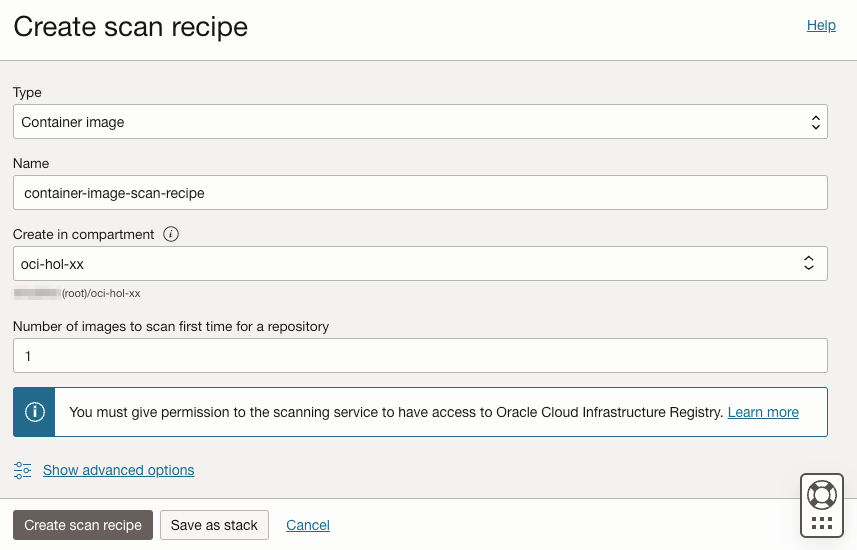 Create scan recipe
Help
Type
Container image
Name
container-image-scan-recipe
Create in compartment
oci-hol-xx
(root)/oci-hol-xx
Number of images to scan first time for a repository
1
You must give permission to the scanning service to have access to Oracle Cloud Infrastructure Registry. Learn more
Show advanced options
Create scan recipe
Save as stack
Cancel